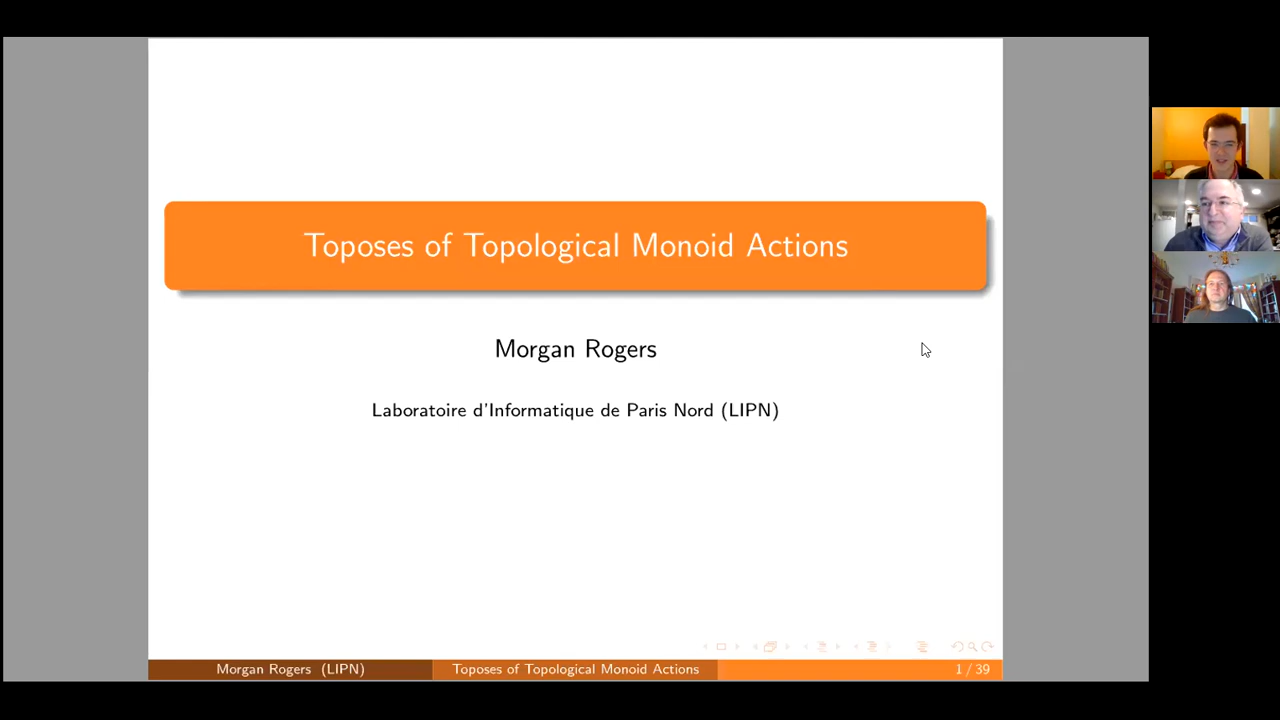 Toposes of Topological Monoid Actions
Morgan Rogers
Laboratoire d'Informatique de Paris Nord (LIPN)
Morgan Rogers (LIPN)
Toposes of Topological Monoid Actions
1 / 39